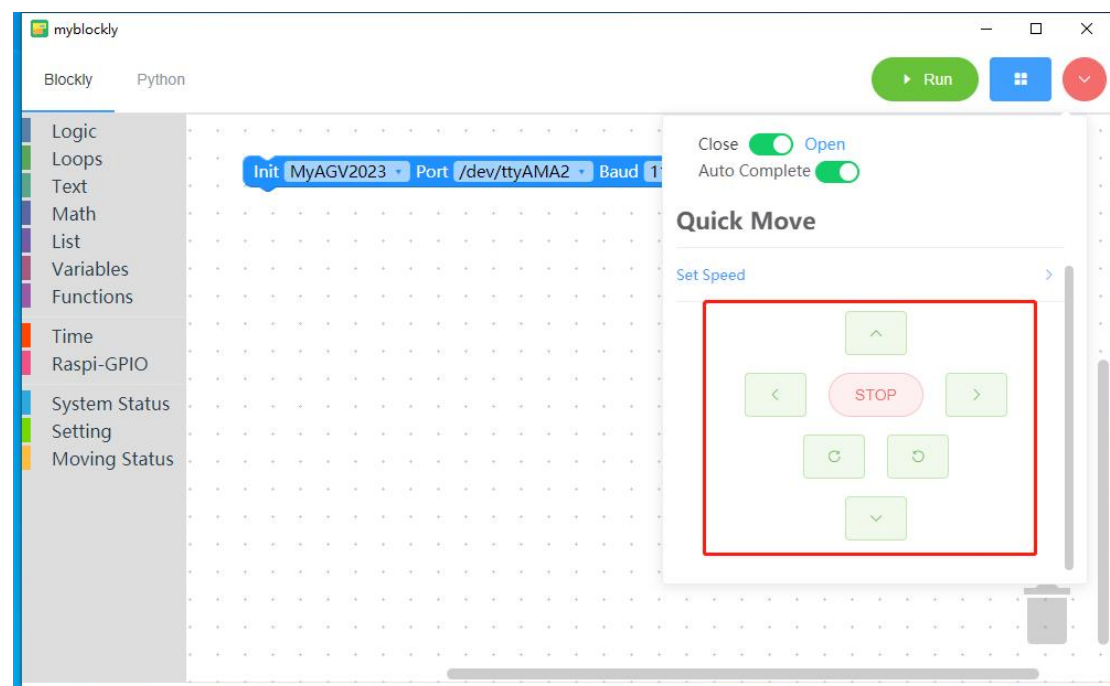 myblockly
Blockly Python
Run
Logic
Loops
Text
Math
List
Variables
Functions
Time
Raspi-GPIO
System Status
Setting
Moving Status
Init MyAGV2023 Port /dev/ttyAMA2 Baud
Close Open
Auto Complete
Quick Move
Set Speed
STOP